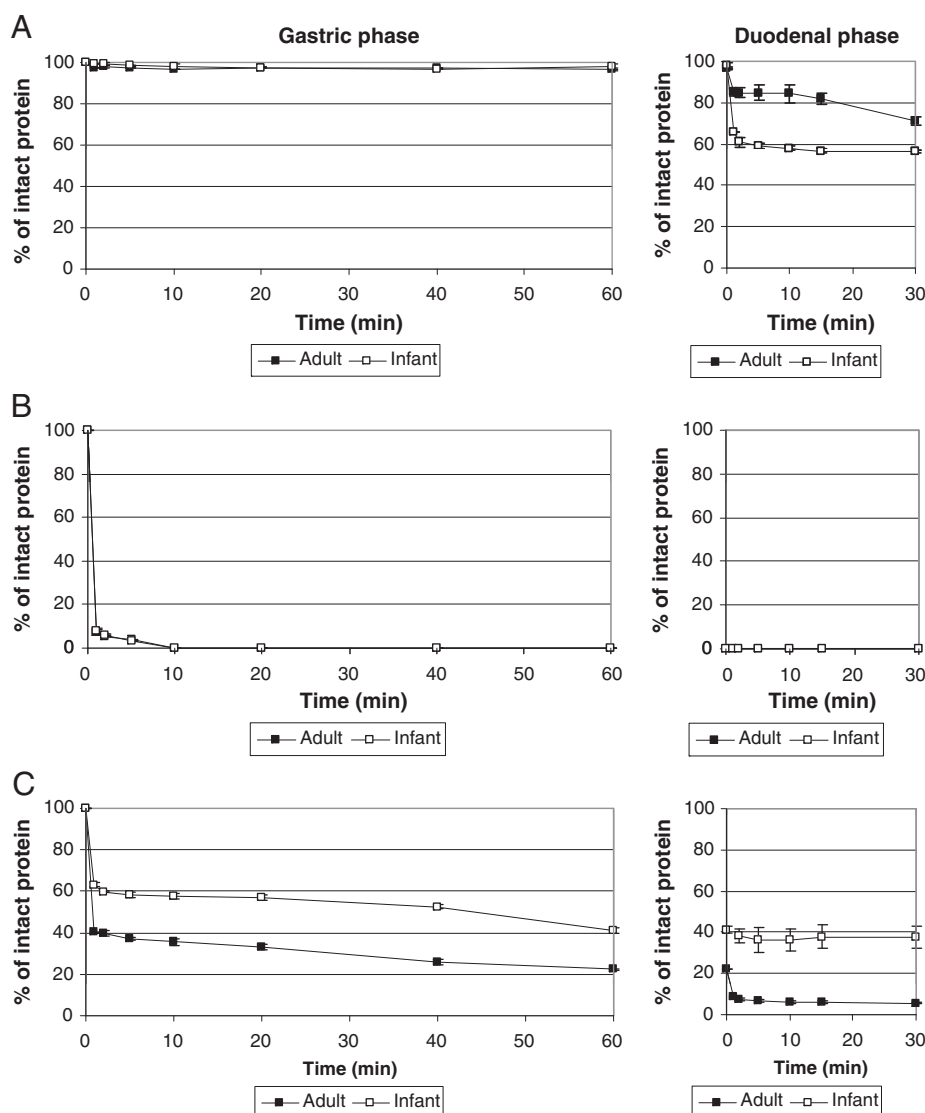 A
Gastric phase
Duodenal phase
% of intact protein
100
80
60
40
20
0
0 10 20 30 40 50 60
Time (min)
Adult Infant
% of intact protein
100
80
60
40
20
0
0 10 20 30
Time (min)
Adult Infant
B
% of intact protein
100
80
60
40
20
0
0 10 20 30 40 50 60
Time (min)
Adult Infant
% of intact protein
100
80
60
40
20
0
0 10 20 30
Time (min)
Adult Infant
C
% of intact protein
100
80
60
40
20
0
0 10 20 30 40 50 60
Time (min)
Adult Infant
% of intact protein
100
80
60
40
20
0
0 10 20 30
Time (min)
Adult Infant